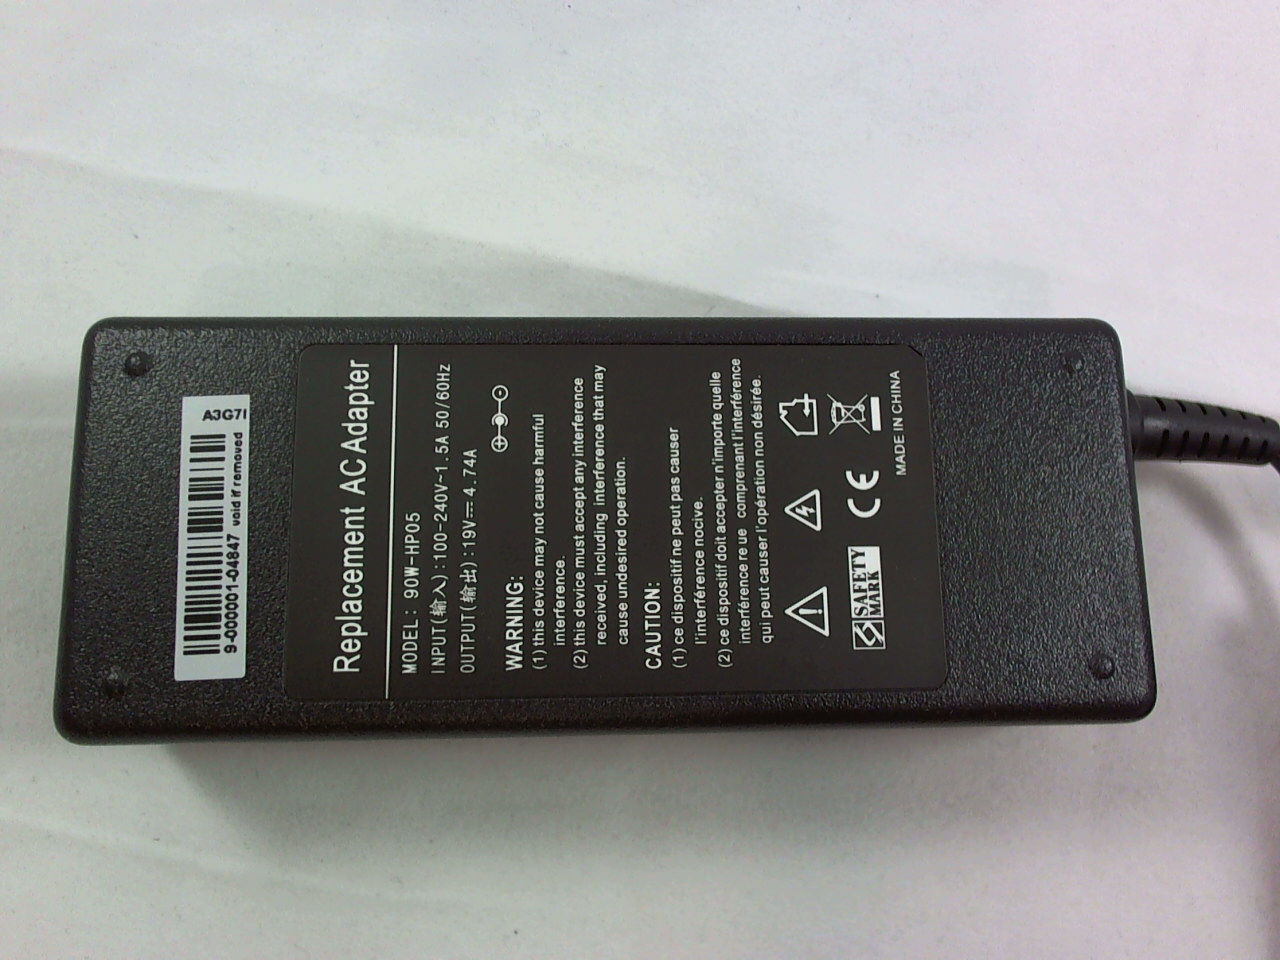 A3G7I
9-000001-04847 void if removed
Replacement AC Adapter
MODEL: 90W-HP05
INPUT(输入):100-240V~1.5A 50/60Hz
OUTPUT(输出):19V⎓4.74A
WARNING:
(1) this device may not cause harmful
interference.
(2) this device must accept any interference
received, including interference that may
cause undesired operation.
CAUTION:
(1) ce dispositif ne peut pas causer
l'interférence nocive.
(2) ce dispositif doit accepter n'importe quelle
interférence re ue comprenant l'interférence
qui peut causer l'opération non désirée.
SAFETY
MARK
CE
MADE IN CHINA